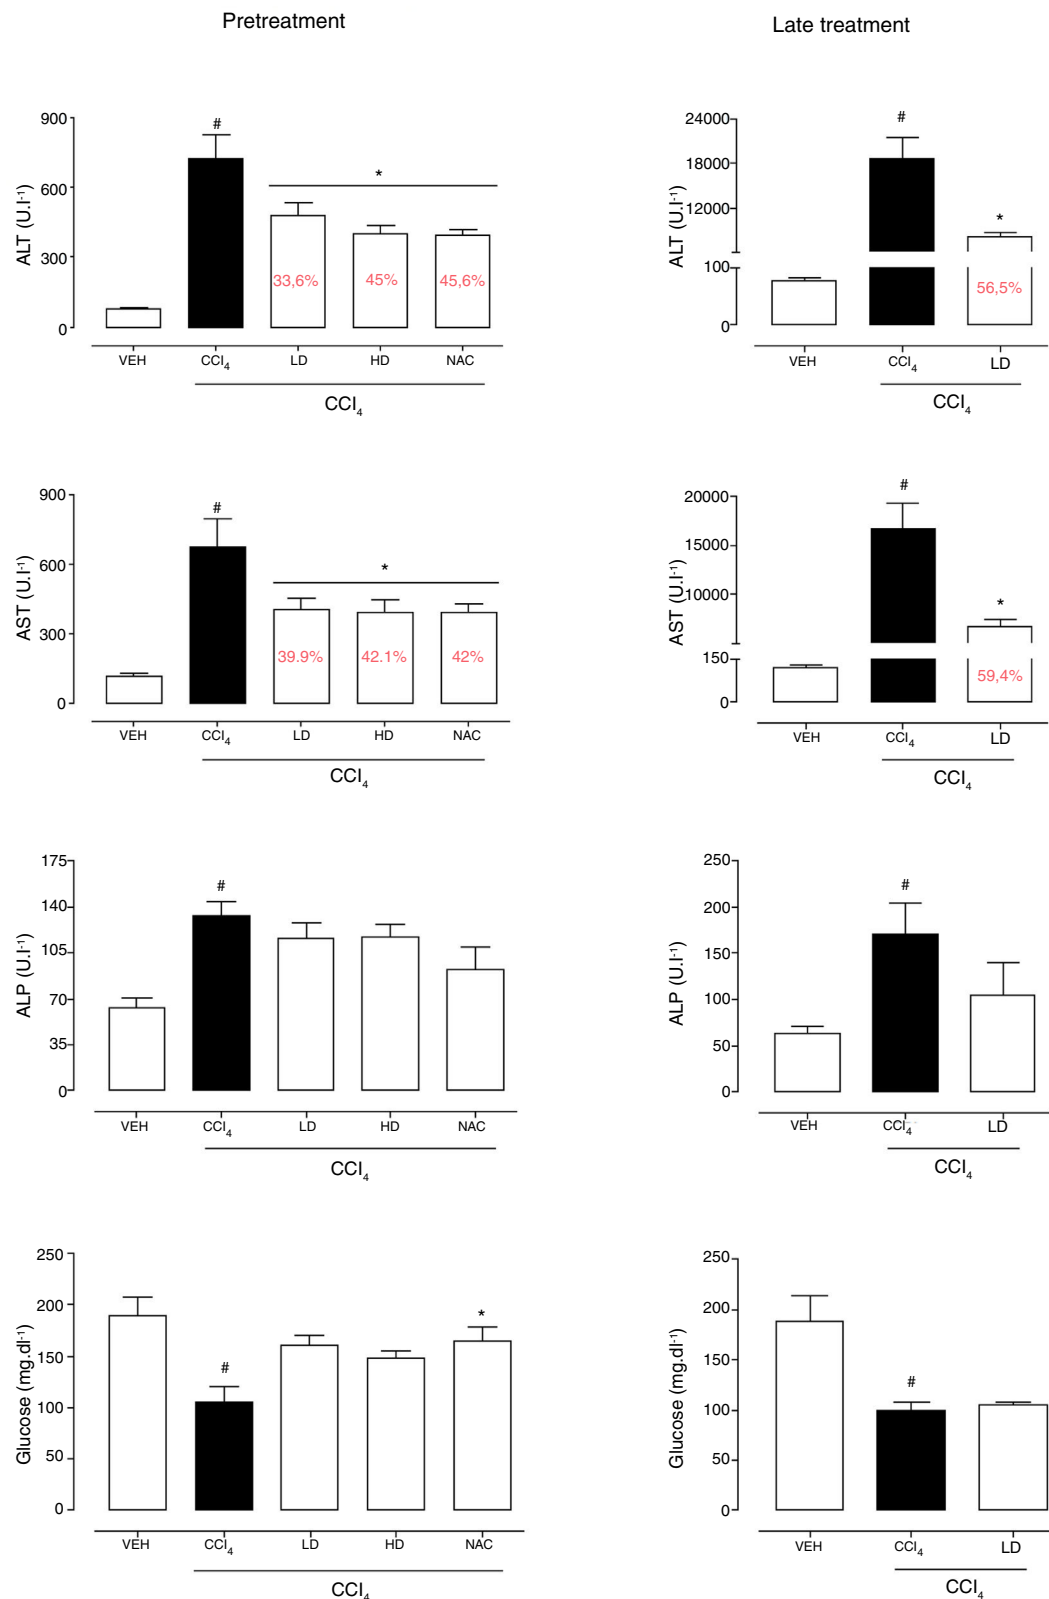 Pretreatment
Late treatment
ALT (U.l-1)
900
600
300
0
#
*
33,6%
45%
45,6%
VEH
CCl4
LD
HD
NAC
CCl4
ALT (U.l-1)
24000
18000
12000
100
0
#
*
56,5%
VEH
CCl4
LD
CCl4
AST (U.l-1)
900
600
300
0
#
*
39.9%
42.1%
42%
VEH
CCl4
LD
HD
NAC
CCl4
AST (U.l-1)
20000
15000
10000
150
0
#
*
59,4%
VEH
CCl4
LD
CCl4
ALP (U.l-1)
175
140
105
70
35
0
#
VEH
CCl4
LD
HD
NAC
CCl4
ALP (U.l-1)
250
200
150
100
50
0
#
VEH
CCl4
LD
CCl4
Glucose (mg.dl-1)
250
200
150
100
50
0
#
*
VEH
CCl4
LD
HD
NAC
CCl4
Glucose (mg.dl-1)
250
200
150
100
50
0
#
VEH
CCl4
LD
CCl4